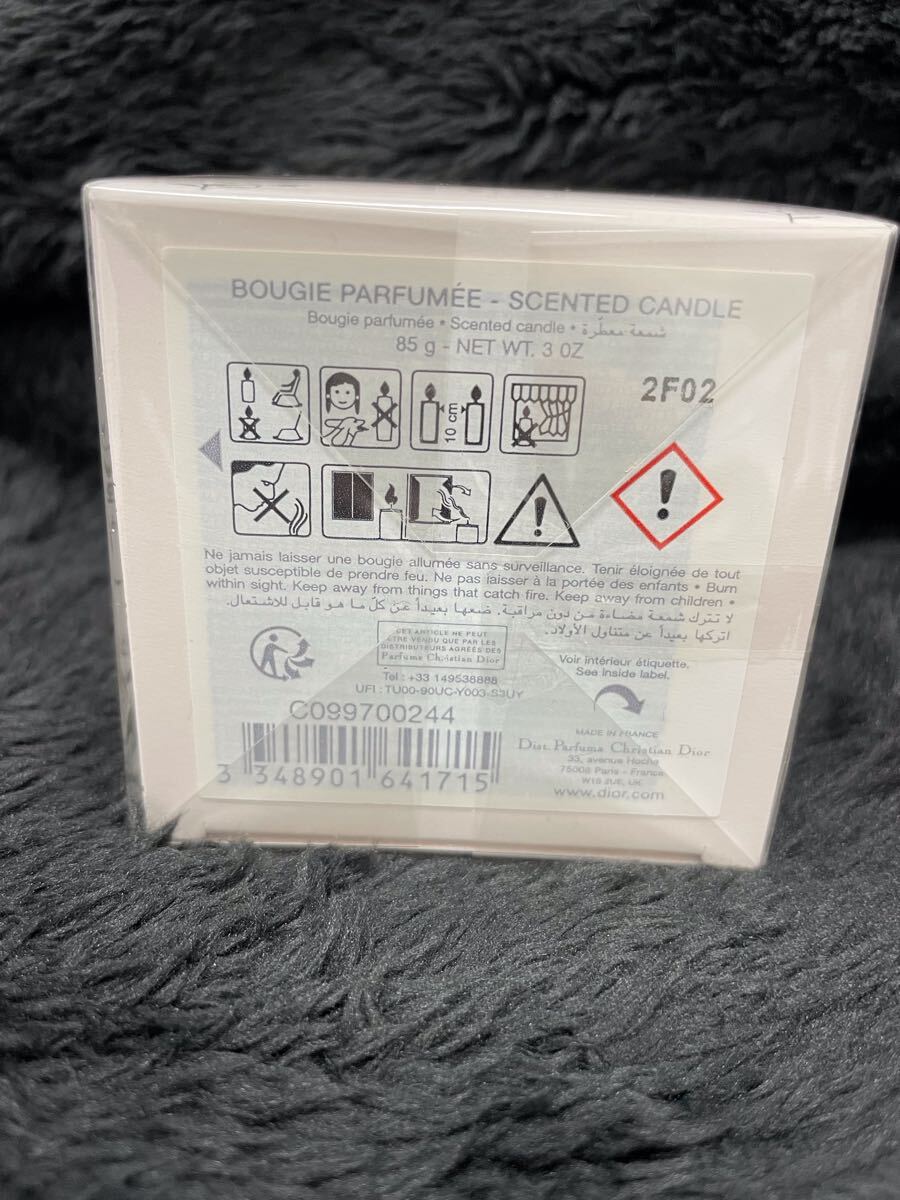 BOUGIE PARFUMÉE - SCENTED CANDLE
Bougie parfumée • Scented candle • شمعة معطّرة
85 g - NET WT. 3 OZ
2F02
10 cm
Ne jamais laisser une bougie allumée sans surveillance. Tenir éloignée de tout
objet susceptible de prendre feu. Ne pas laisser à la portée des enfants • Burn
within sight. Keep away from things that catch fire. Keep away from children •
لا تترك شمعة مضاءة من دون مراقبة. ضعها بعيداً عن كلّ ما هو قابل للاشتعال.
اتركها بعيداً عن متناول الأولاد.
CET ARTICLE NE PEUT
ETRE VENDU QUE PAR LES
DISTRIBUTEURS AGREES DES
Parfums Christian Dior
Voir intérieur étiquette.
See inside label.
Tel : +33 149538888
UFI : TU00-90UC-Y003-S3UY
C099700244
3 348901 641715
MADE IN FRANCE
Dist. Parfums Christian Dior
33, avenue Hoche
75008 Paris - France
W1S 2UE, UK
www.dior.com